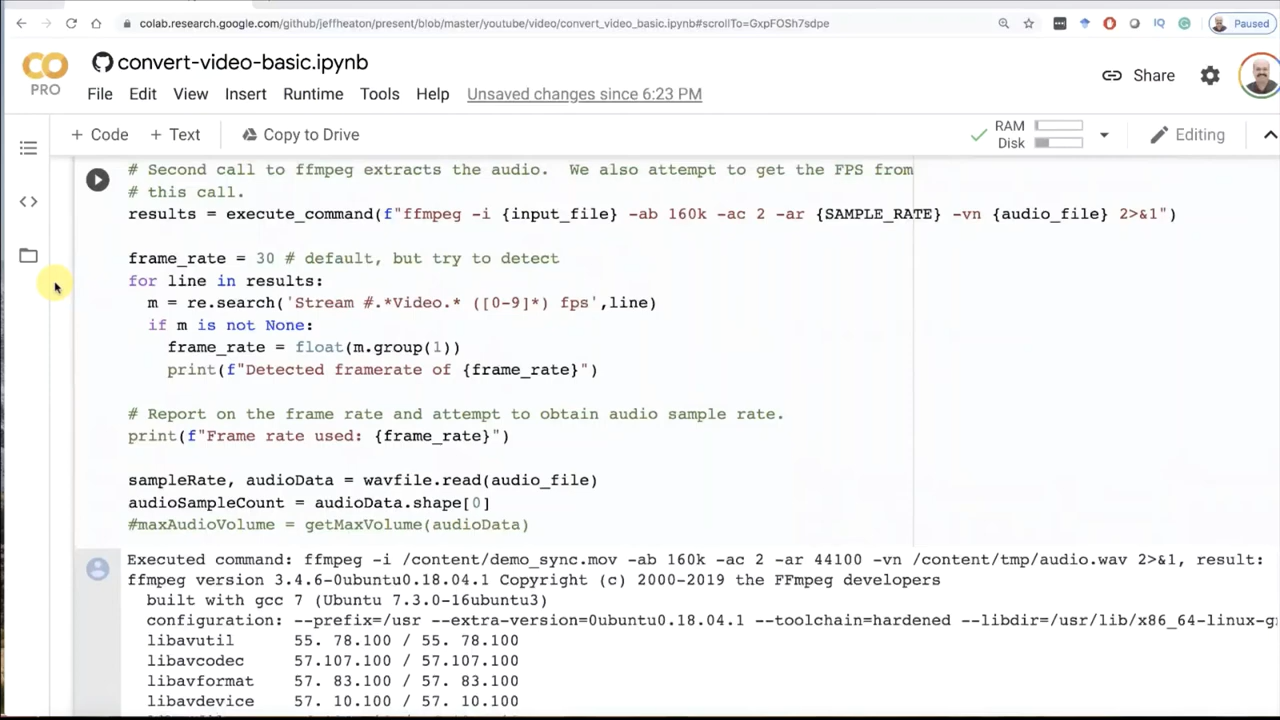 colab.research.google.com/github/jeffheaton/present/blob/master/youtube/video/convert_video_basic.ipynb#scrollTo=GxpFOSh7sdpe
IQ
Paused
CO
PRO
convert-video-basic.ipynb
Share
File Edit View Insert Runtime Tools Help Unsaved changes since 6:23 PM
+ Code + Text Copy to Drive
RAM
Disk
Editing
# Second call to ffmpeg extracts the audio.  We also attempt to get the FPS from
# this call.
results = execute_command(f"ffmpeg -i {input_file} -ab 160k -ac 2 -ar {SAMPLE_RATE} -vn {audio_file} 2>&1")
frame_rate = 30 # default, but try to detect
for line in results:
  m = re.search('Stream #.*Video.* ([0-9]*) fps',line)
  if m is not None:
    frame_rate = float(m.group(1))
    print(f"Detected framerate of {frame_rate}")
# Report on the frame rate and attempt to obtain audio sample rate.
print(f"Frame rate used: {frame_rate}")
sampleRate, audioData = wavfile.read(audio_file)
audioSampleCount = audioData.shape[0]
#maxAudioVolume = getMaxVolume(audioData)
Executed command: ffmpeg -i /content/demo_sync.mov -ab 160k -ac 2 -ar 44100 -vn /content/tmp/audio.wav 2>&1, result:
ffmpeg version 3.4.6-0ubuntu0.18.04.1 Copyright (c) 2000-2019 the FFmpeg developers
  built with gcc 7 (Ubuntu 7.3.0-16ubuntu3)
  configuration: --prefix=/usr --extra-version=0ubuntu0.18.04.1 --toolchain=hardened --libdir=/usr/lib/x86_64-linux-g
  libavutil      55. 78.100 / 55. 78.100
  libavcodec     57.107.100 / 57.107.100
  libavformat    57. 83.100 / 57. 83.100
  libavdevice    57. 10.100 / 57. 10.100